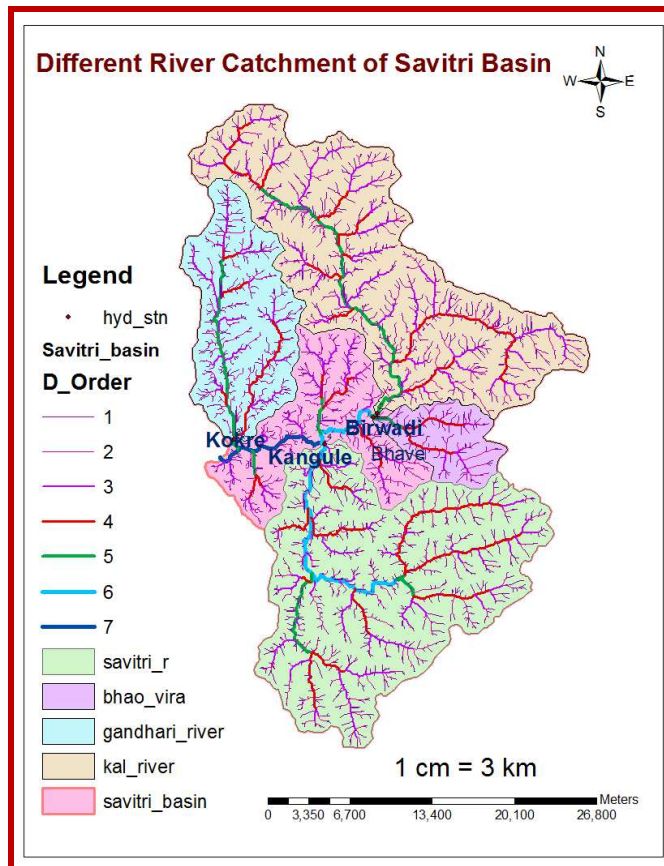 Different River Catchment of Savitri Basin
N
W E
S
Legend
hyd_stn
Savitri_basin
D_Order
1
2
3
4
5
6
7
savitri_r
bhao_vira
gandhari_river
kal_river
savitri_basin
Kokre
Kangule
Birwadi
Bhave
1 cm = 3 km
Meters
0 3,350 6,700 13,400 20,100 26,800